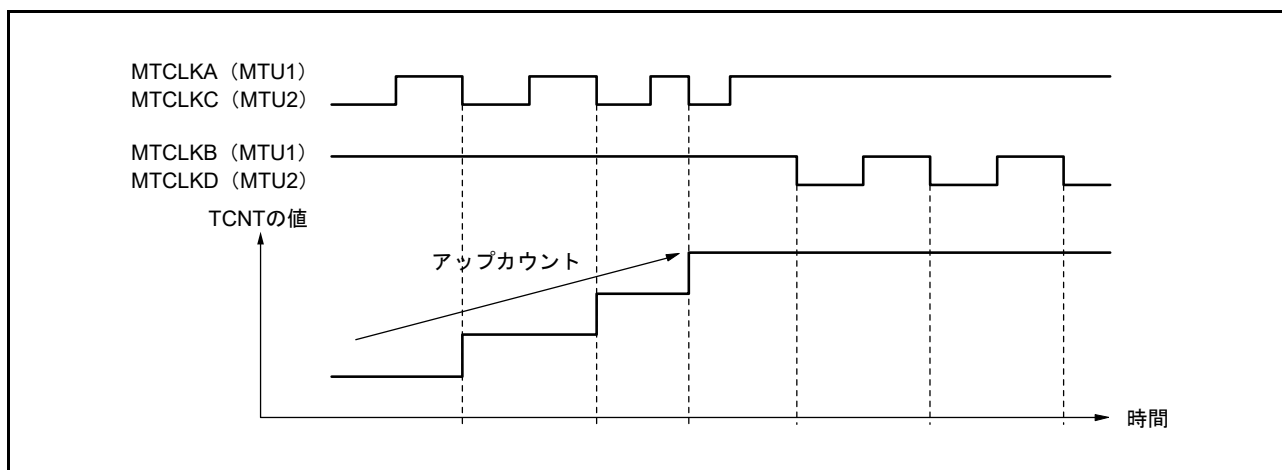 MTCLKA（MTU1）
MTCLKC（MTU2）
MTCLKB（MTU1）
MTCLKD（MTU2）
TCNTの値
アップカウント
時間